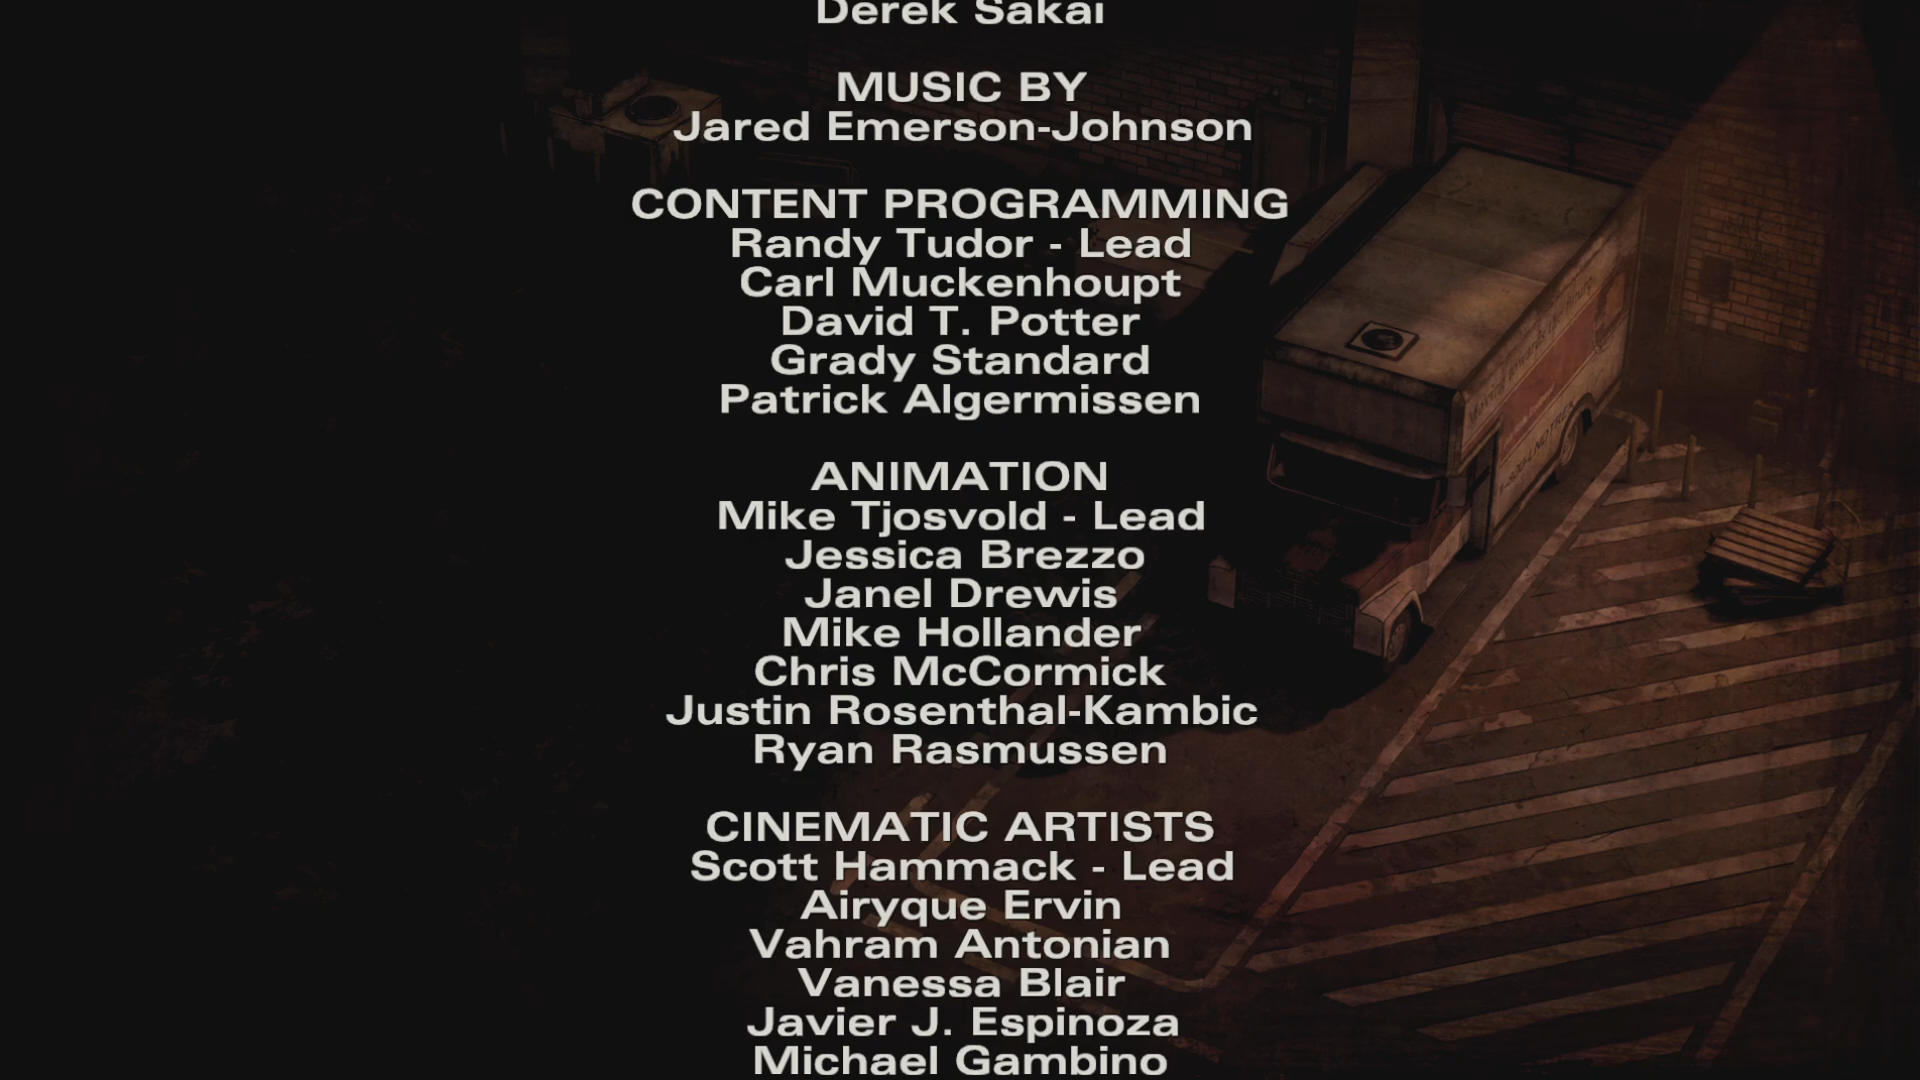 Derek Sakai
MUSIC BY
Jared Emerson-Johnson
CONTENT PROGRAMMING
Randy Tudor - Lead
Carl Muckenhoupt
David T. Potter
Grady Standard
Patrick Algermissen
ANIMATION
Mike Tjosvold - Lead
Jessica Brezzo
Janel Drewis
Mike Hollander
Chris McCormick
Justin Rosenthal-Kambic
Ryan Rasmussen
CINEMATIC ARTISTS
Scott Hammack - Lead
Airyque Ervin
Vahram Antonian
Vanessa Blair
Javier J. Espinoza
Michael Gambino